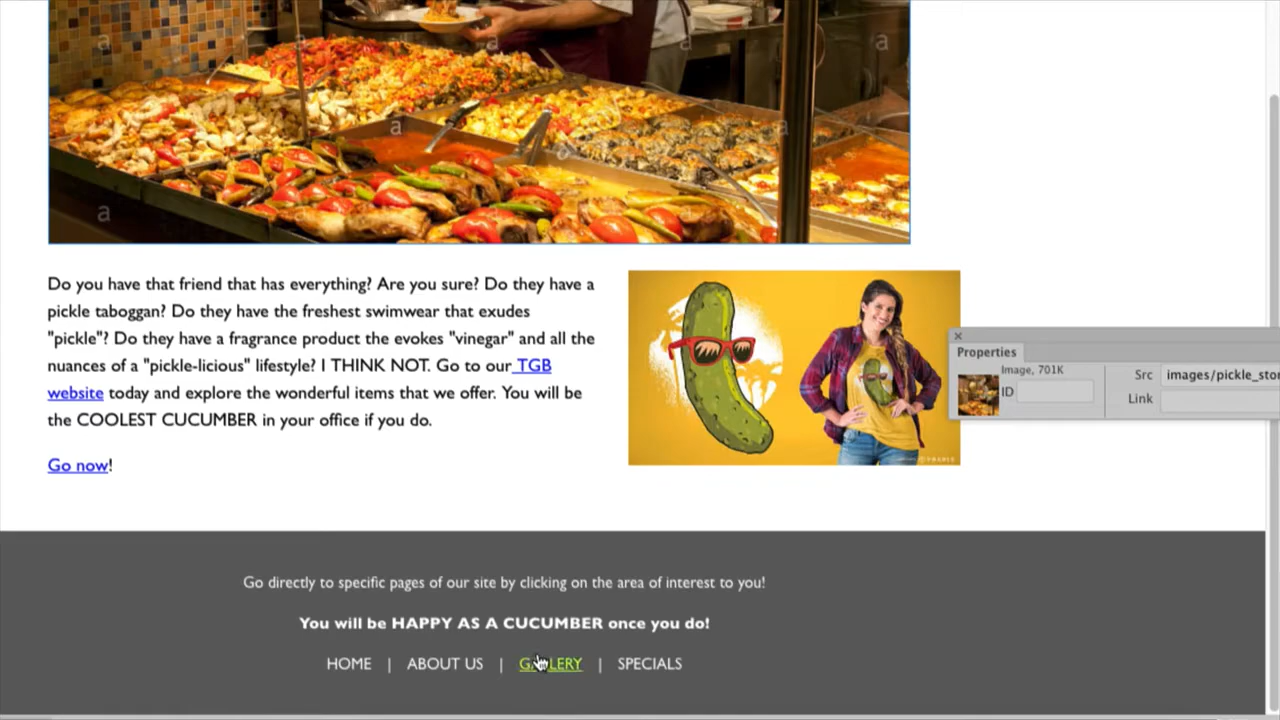 a a a a a
a a a
a
Do you have that friend that has everything? Are you sure? Do they have a
pickle taboggan? Do they have the freshest swimwear that exudes
"pickle"? Do they have a fragrance product the evokes "vinegar" and all the
nuances of a "pickle-licious" lifestyle? I THINK NOT. Go to our TGB
website today and explore the wonderful items that we offer. You will be
the COOLEST CUCUMBER in your office if you do.
Go now!
Properties
Image, 701K
ID
Src images/pickle_stor
Link
Go directly to specific pages of our site by clicking on the area of interest to you!
You will be HAPPY AS A CUCUMBER once you do!
HOME | ABOUT US | GALLERY | SPECIALS